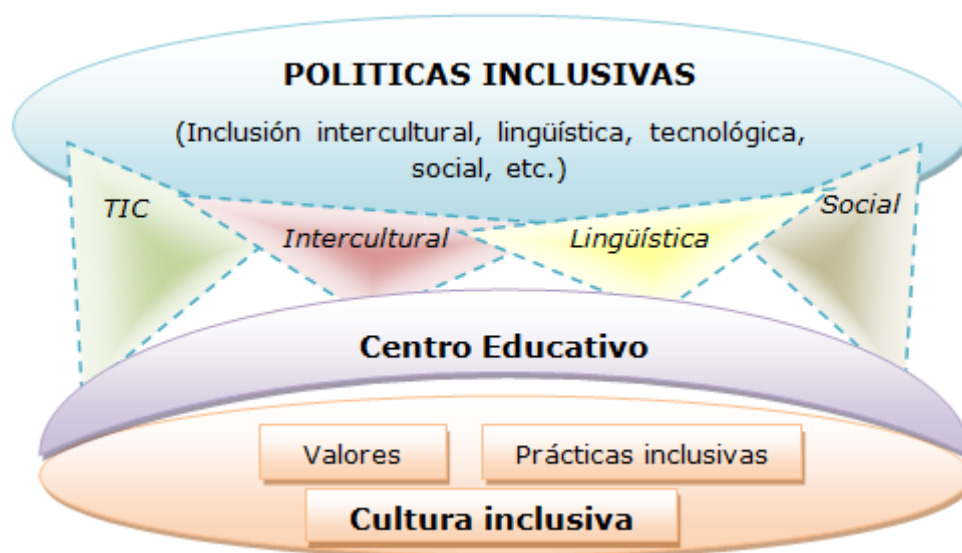 POLITICAS INCLUSIVAS
(Inclusión intercultural, lingüística, tecnológica,
social, etc.)
TIC
Intercultural
Lingüística
Social
Centro Educativo
Valores
Prácticas inclusivas
Cultura inclusiva